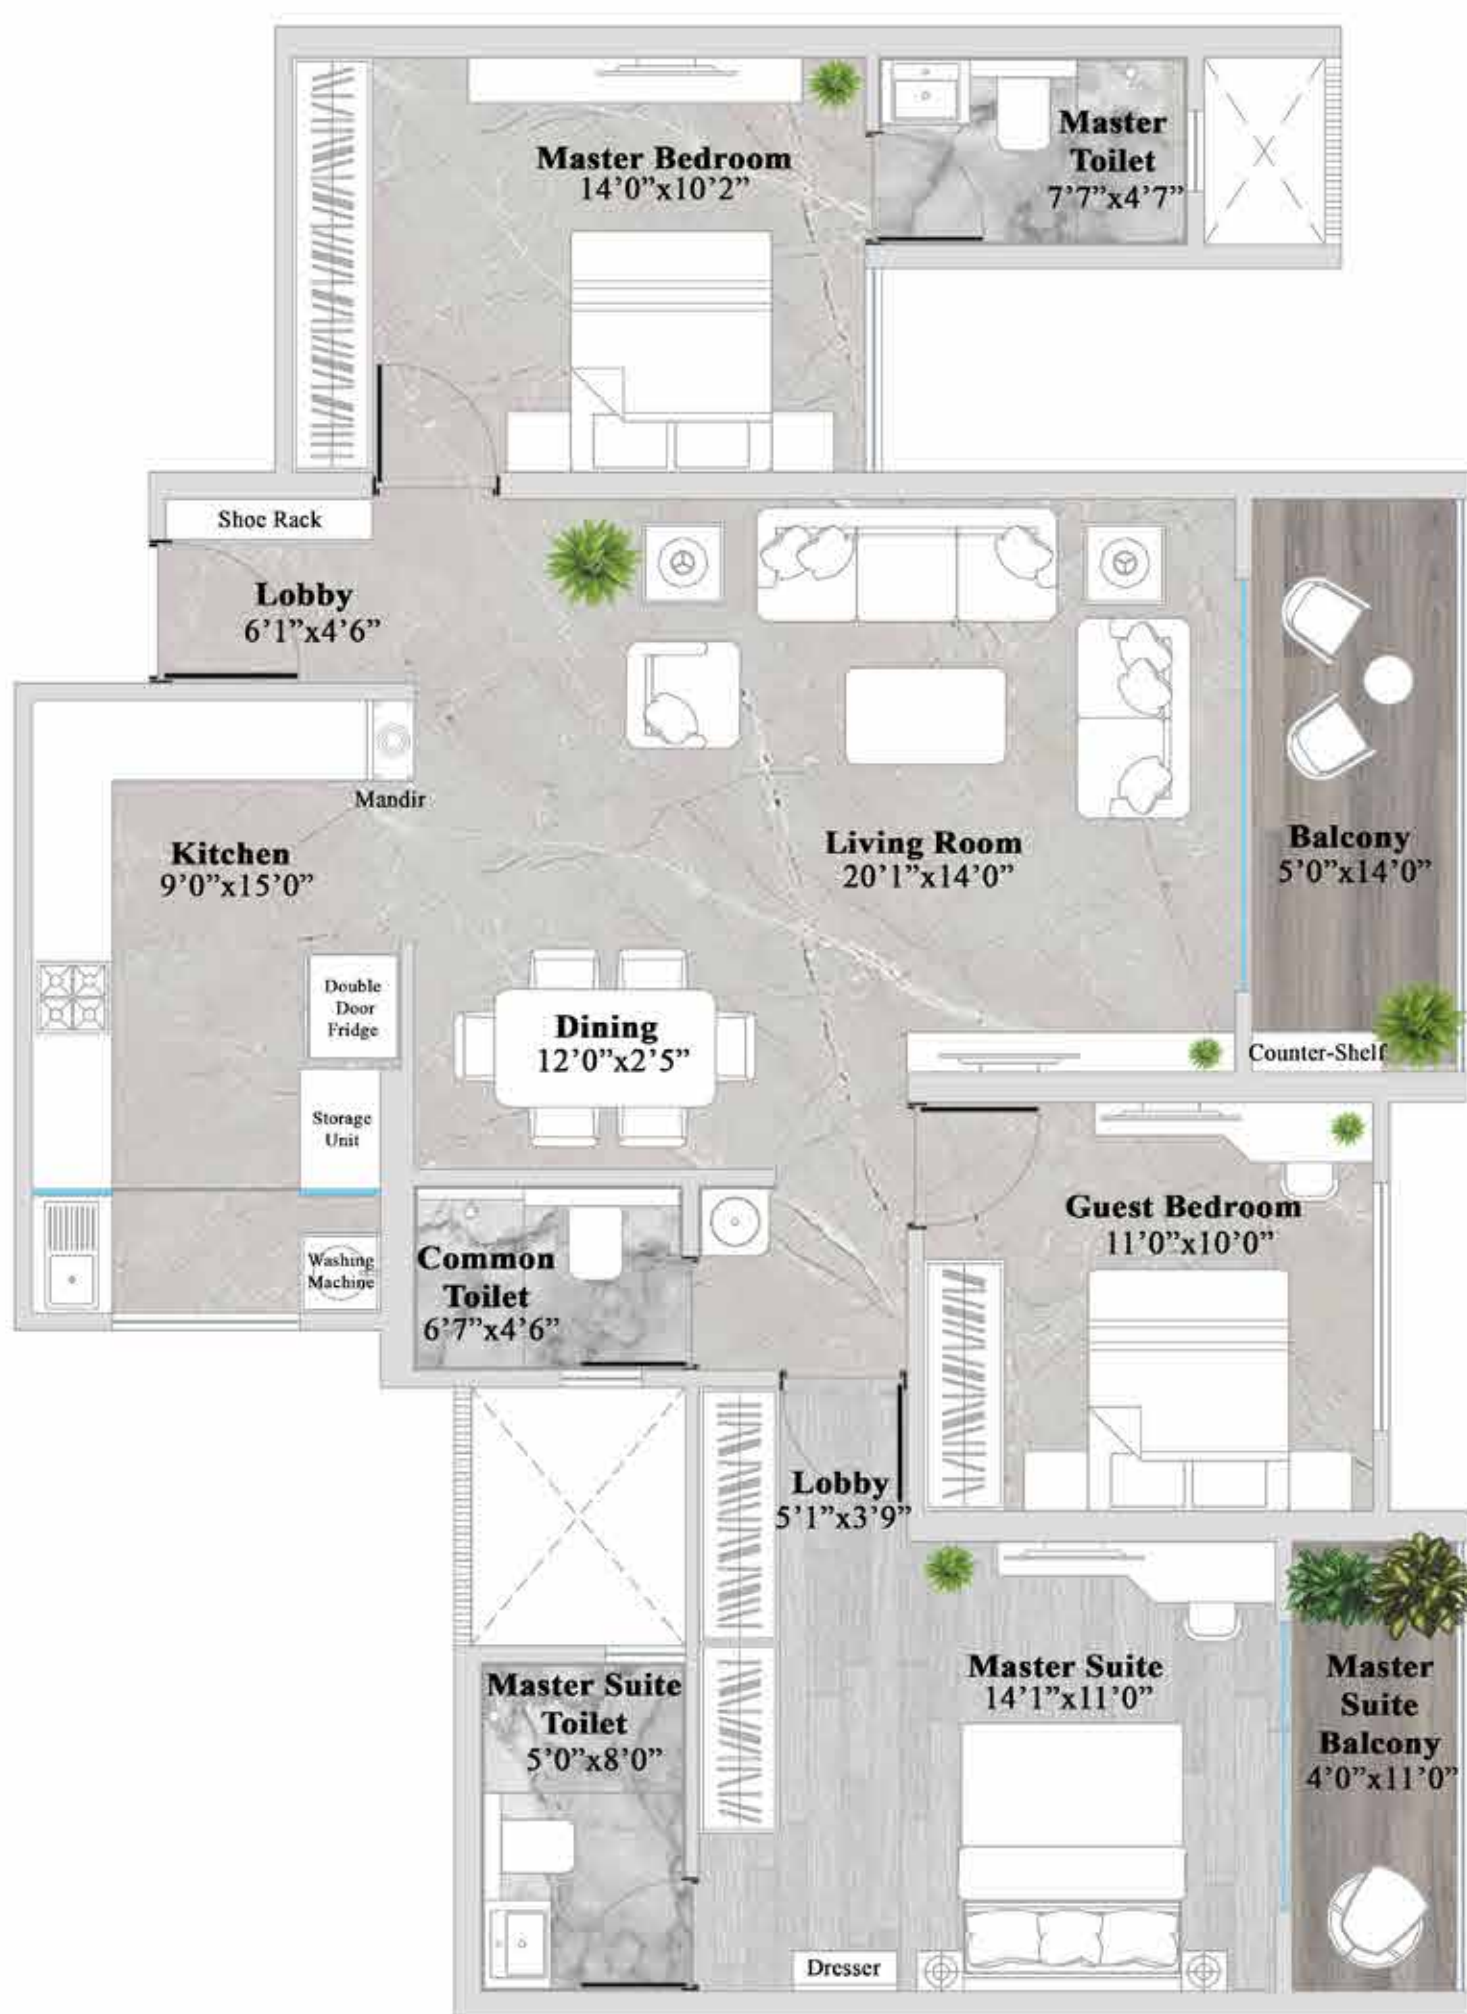 Master Bedroom
14’0”x10’2”
Master
Toilet
7’7”x4’7”
Shoe Rack
Lobby
6’1”x4’6”
Mandir
Kitchen
9’0”x15’0”
Living Room
20’1”x14’0”
Balcony
5’0”x14’0”
Double
Door
Fridge
Dining
12’0”x2’5”
Counter-Shelf
Storage
Unit
Guest Bedroom
11’0”x10’0”
Washing
Machine
Common
Toilet
6’7”x4’6”
Lobby
5’1”x3’9”
Master Suite
Toilet
5’0”x8’0”
Master Suite
14’1”x11’0”
Master
Suite
Balcony
4’0”x11’0”
Dresser